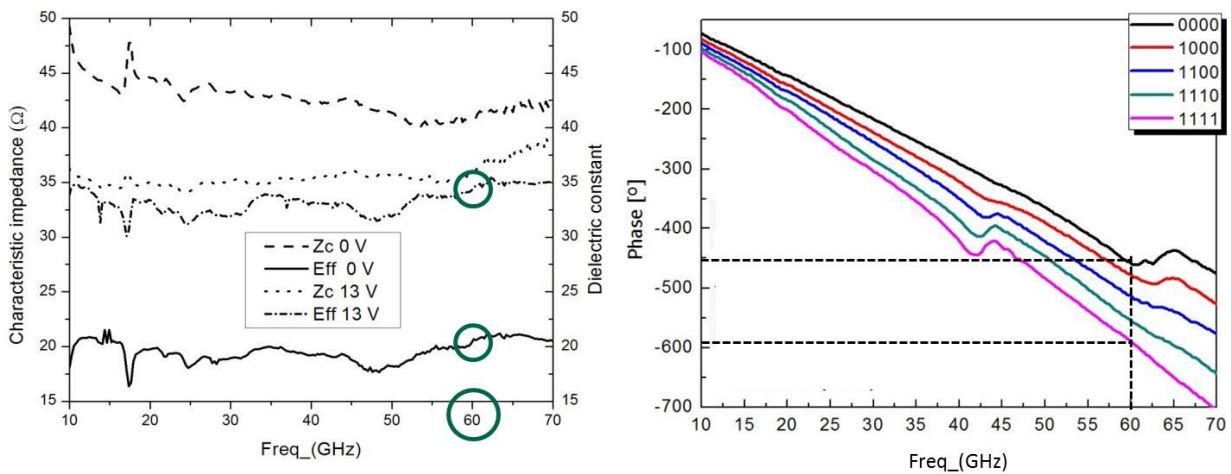 Characteristic impedance (Ω)
50
45
40
35
30
25
20
15
Zc 0 V
Eff 0 V
Zc 13 V
Eff 13 V
50
45
40
35
30
25
20
15
Dielectric constant
10 20 30 40 50 60 70
Freq_(GHz)
Phase [º]
-100
-200
-300
-400
-500
-600
-700
0000
1000
1100
1110
1111
10 15 20 25 30 35 40 45 50 55 60 65 70
Freq_(GHz)